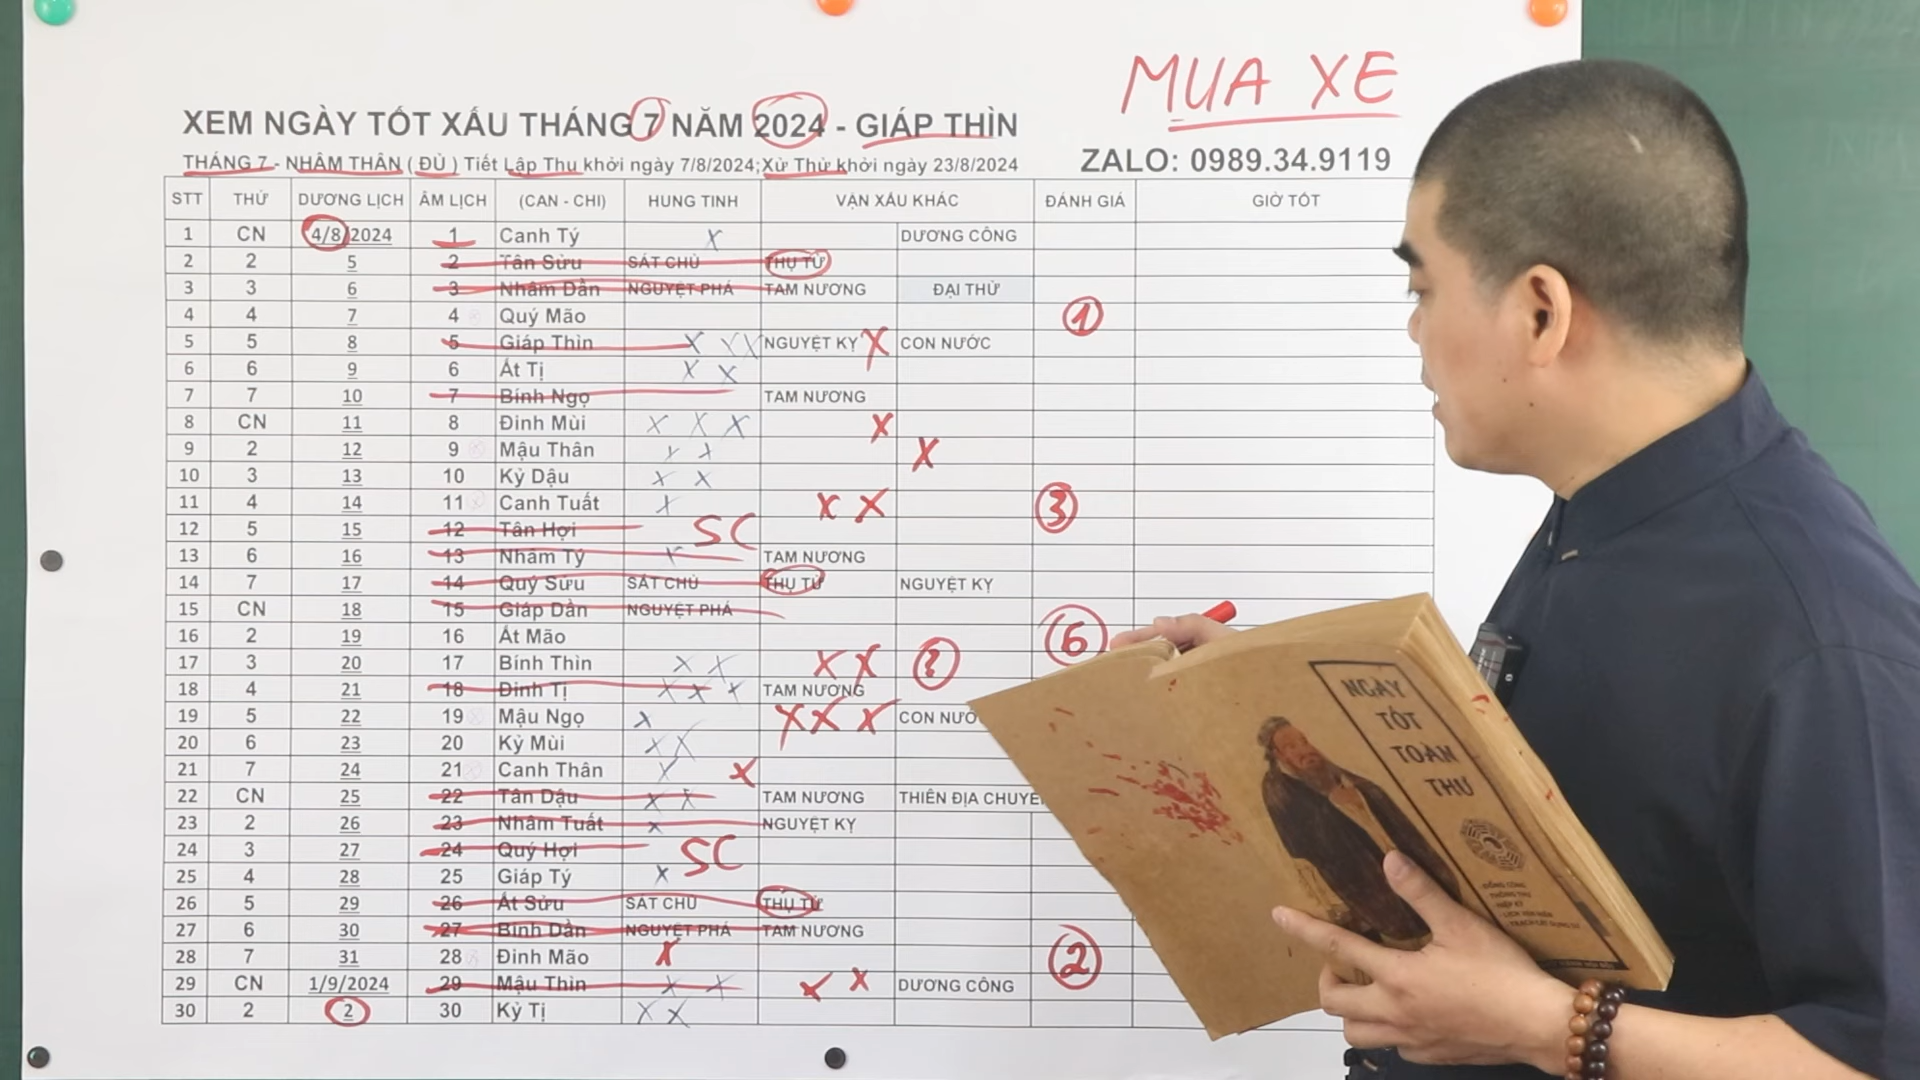 MUA XE
XEM NGÀY TỐT XẤU THÁNG 7 NĂM 2024 - GIÁP THÌN
THÁNG 7 - NHÂM THÂN ( ĐỦ ) Tiết Lập Thu khởi ngày 7/8/2024; Xử Thử khởi ngày 23/8/2024
ZALO: 0989.34.9119
STT THỨ DƯƠNG LỊCH ÂM LỊCH (CAN - CHI) HUNG TINH VẬN XẤU KHÁC ĐÁNH GIÁ GIỜ TỐT
1 CN 4/8/2024 1 Canh Tý X DƯƠNG CÔNG
2 2 5 2 Tân Sửu SÁT CHỦ THỤ TỬ
3 3 6 3 Nhâm Dần NGUYỆT PHÁ TAM NƯƠNG ĐẠI THỬ
4 4 7 4 Quý Mão 1
5 5 8 5 Giáp Thìn X X X NGUYỆT KỴ X CON NƯỚC
6 6 9 6 Ất Tị X X
7 7 10 7 Bính Ngọ TAM NƯƠNG
8 CN 11 8 Đinh Mùi X X X X
9 2 12 9 Mậu Thân X X X
10 3 13 10 Kỷ Dậu X X
11 4 14 11 Canh Tuất X X X 3
12 5 15 12 Tân Hợi SC
13 6 16 13 Nhâm Tý X TAM NƯƠNG
14 7 17 14 Quý Sửu SÁT CHỦ THỤ TỬ NGUYỆT KỴ
15 CN 18 15 Giáp Dần NGUYỆT PHÁ
16 2 19 16 Ất Mão 6
17 3 20 17 Bính Thìn X X X X ?
18 4 21 18 Đinh Tị X X X TAM NƯƠNG
19 5 22 19 Mậu Ngọ X X X X CON NƯỚ
20 6 23 20 Kỷ Mùi X X
21 7 24 21 Canh Thân X X
22 CN 25 22 Tân Dậu X X TAM NƯƠNG THIÊN ĐỊA CHUYỂ
23 2 26 23 Nhâm Tuất X NGUYỆT KỴ
24 3 27 24 Quý Hợi SC
25 4 28 25 Giáp Tý X
26 5 29 26 Ất Sửu SÁT CHỦ THỤ TỬ
27 6 30 27 Bính Dần NGUYỆT PHÁ TAM NƯƠNG
28 7 31 28 Đinh Mão X 2
29 CN 1/9/2024 29 Mậu Thìn X X X X DƯƠNG CÔNG
30 2 2 30 Kỷ Tị X X
NGÀY
TỐT
TOÀN
THƯ